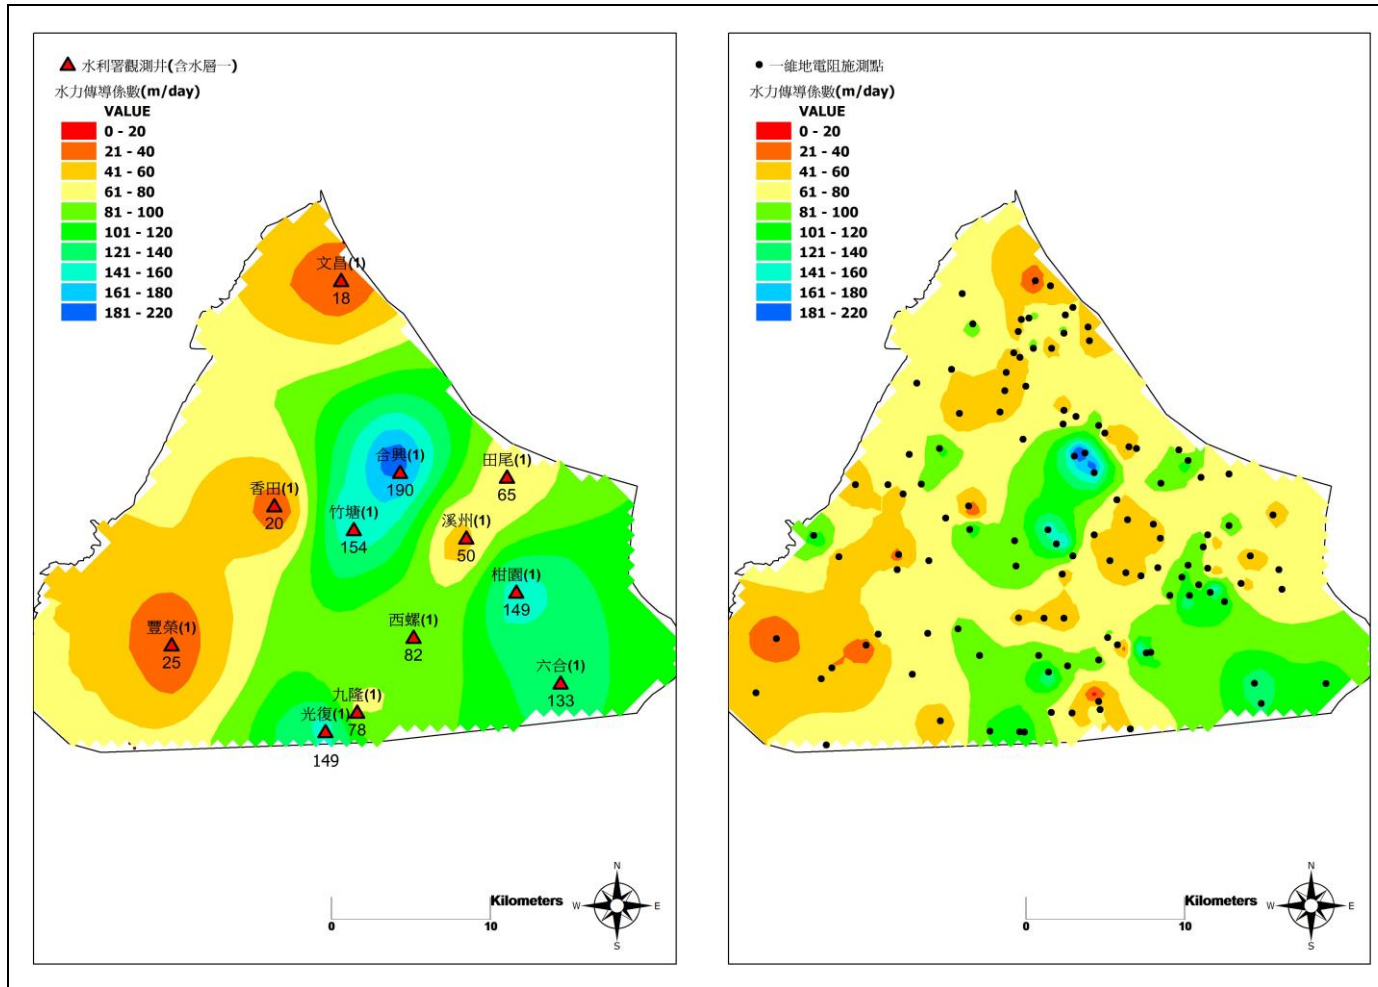 水利署觀測井(含水層一)
水力傳導係數(m/day)
VALUE
0 - 20
21 - 40
41 - 60
61 - 80
81 - 100
101 - 120
121 - 140
141 - 160
161 - 180
181 - 220
文昌(1)
18
合興(1)
190
田尾(1)
65
香田(1)
20
竹塘(1)
154
溪州(1)
50
柑園(1)
149
豐榮(1)
25
西螺(1)
82
六合(1)
133
九隆(1)
78
光復(1)
149
Kilometers
0 10
N
W E
S
一維地電阻施測點
水力傳導係數(m/day)
VALUE
0 - 20
21 - 40
41 - 60
61 - 80
81 - 100
101 - 120
121 - 140
141 - 160
161 - 180
181 - 220
Kilometers
0 10
N
W E
S